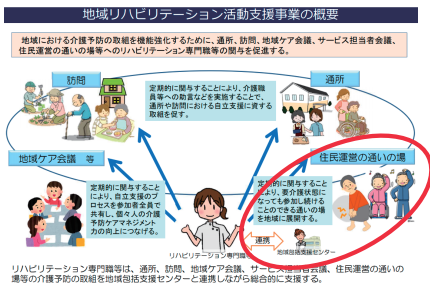 地域リハビリテーション活動支援事業の概要
地域における介護予防の取組を機能強化するために、通所、訪問、地域ケア会議、サービス担当者会議、
住民運営の通いの場等へのリハビリテーション専門職等の関与を促進する。
訪問
定期的に関与することにより、介護職
員等への助言などを実施することで、
通所や訪問における自立支援に資する
取組を促す。
通所
地域ケア会議 等
定期的に関与すること
により、自立支援のプ
ロセスを参加者全員で
共有し、個々人の介護
予防ケアマネジメント
力の向上につなげる。
住民運営の通いの場
定期的に関与すること
により、要介護状態に
なっても参加し続ける
ことのできる通いの場
を地域に展開する。
連携
リハビリテーション専門職等
地域包括支援センター
リハビリテーション専門職等は、通所、訪問、地域ケア会議、サービス担当者会議、住民運営の通いの
場等の介護予防の取組を地域包括支援センターと連携しながら総合的に支援する。